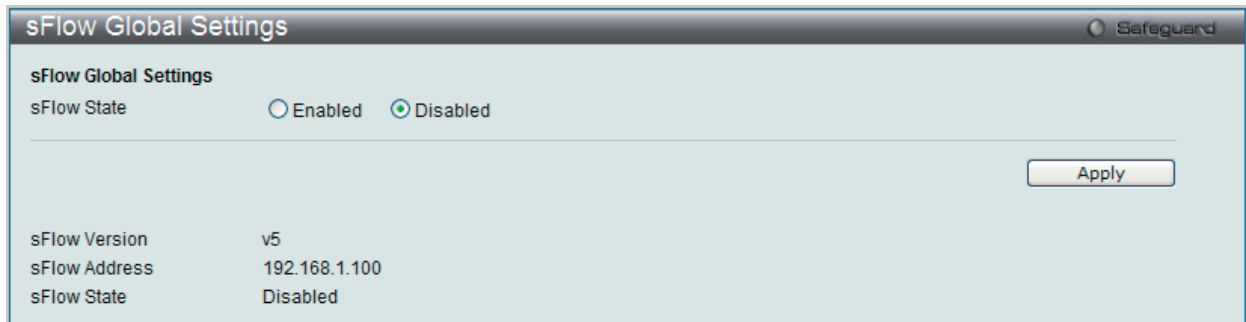 sFlow Global Settings
Safeguard
sFlow Global Settings
sFlow State Enabled Disabled
Apply
sFlow Version v5
sFlow Address 192.168.1.100
sFlow State Disabled